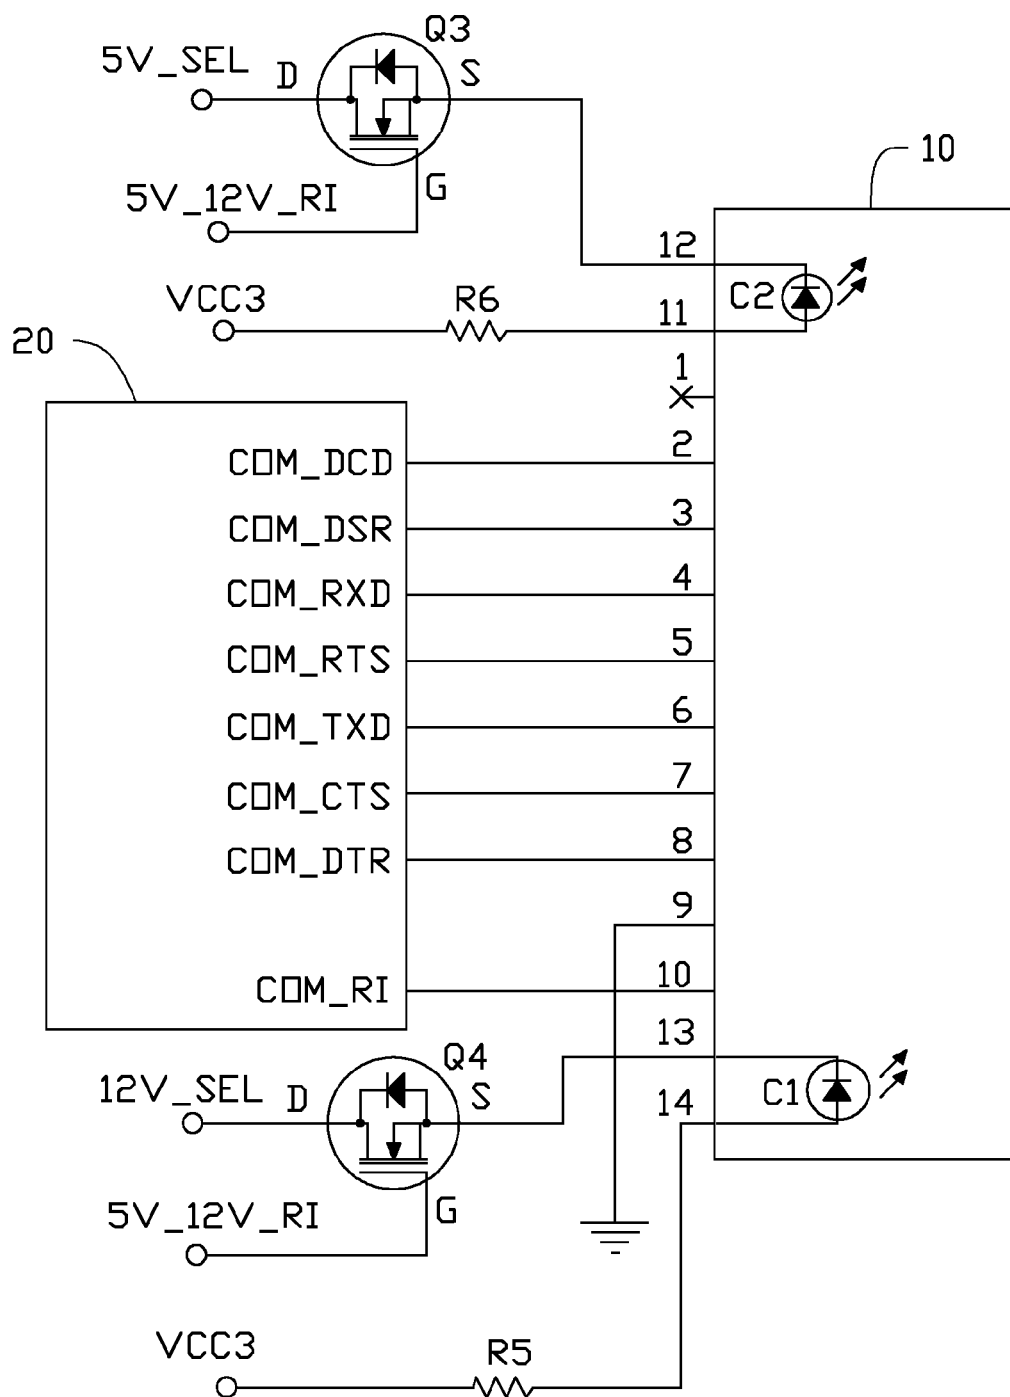 Q3
5V_SEL D S
10
5V_12V_RI G
12
C2
VCC3 R6 11
20
1
COM_DCD 2
COM_DSR 3
COM_RXD 4
COM_RTS 5
COM_TXD 6
COM_CTS 7
COM_DTR 8
9
COM_RI 10
Q4 13
12V_SEL D S 14 C1
5V_12V_RI G
VCC3 R5